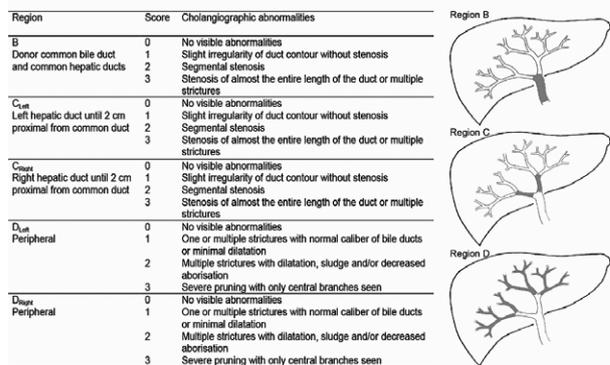 Region Score Cholangiographic abnormalities
B 0 No visible abnormalities
Donor common bile duct 1 Slight irregularity of duct contour without stenosis
and common hepatic ducts 2 Segmental stenosis
3 Stenosis of almost the entire length of the duct or multiple
strictures
CLeft 0 No visible abnormalities
Left hepatic duct until 2 cm 1 Slight irregularity of duct contour without stenosis
proximal from common duct 2 Segmental stenosis
3 Stenosis of almost the entire length of the duct or multiple
strictures
CRight 0 No visible abnormalities
Right hepatic duct until 2 cm 1 Slight irregularity of duct contour without stenosis
proximal from common duct 2 Segmental stenosis
3 Stenosis of almost the entire length of the duct or multiple
strictures
DLeft 0 No visible abnormalities
Peripheral 1 One or multiple strictures with normal caliber of bile ducts
or minimal dilatation
2 Multiple strictures with dilatation, sludge and/or decreased
aborisation
3 Severe pruning with only central branches seen
DRight 0 No visible abnormalities
Peripheral 1 One or multiple strictures with normal caliber of bile ducts
or minimal dilatation
2 Multiple strictures with dilatation, sludge and/or decreased
aborisation
3 Severe pruning with only central branches seen
Region B
Region C
Region D